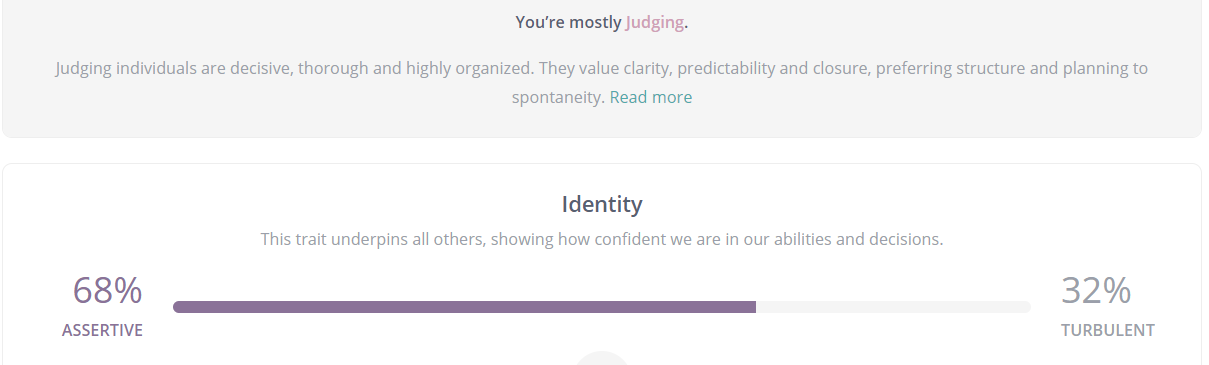 You’re mostly Judging.
Judging individuals are decisive, thorough and highly organized. They value clarity, predictability and closure, preferring structure and planning to
spontaneity. Read more
Identity
This trait underpins all others, showing how confident we are in our abilities and decisions.
68%
ASSERTIVE
32%
TURBULENT